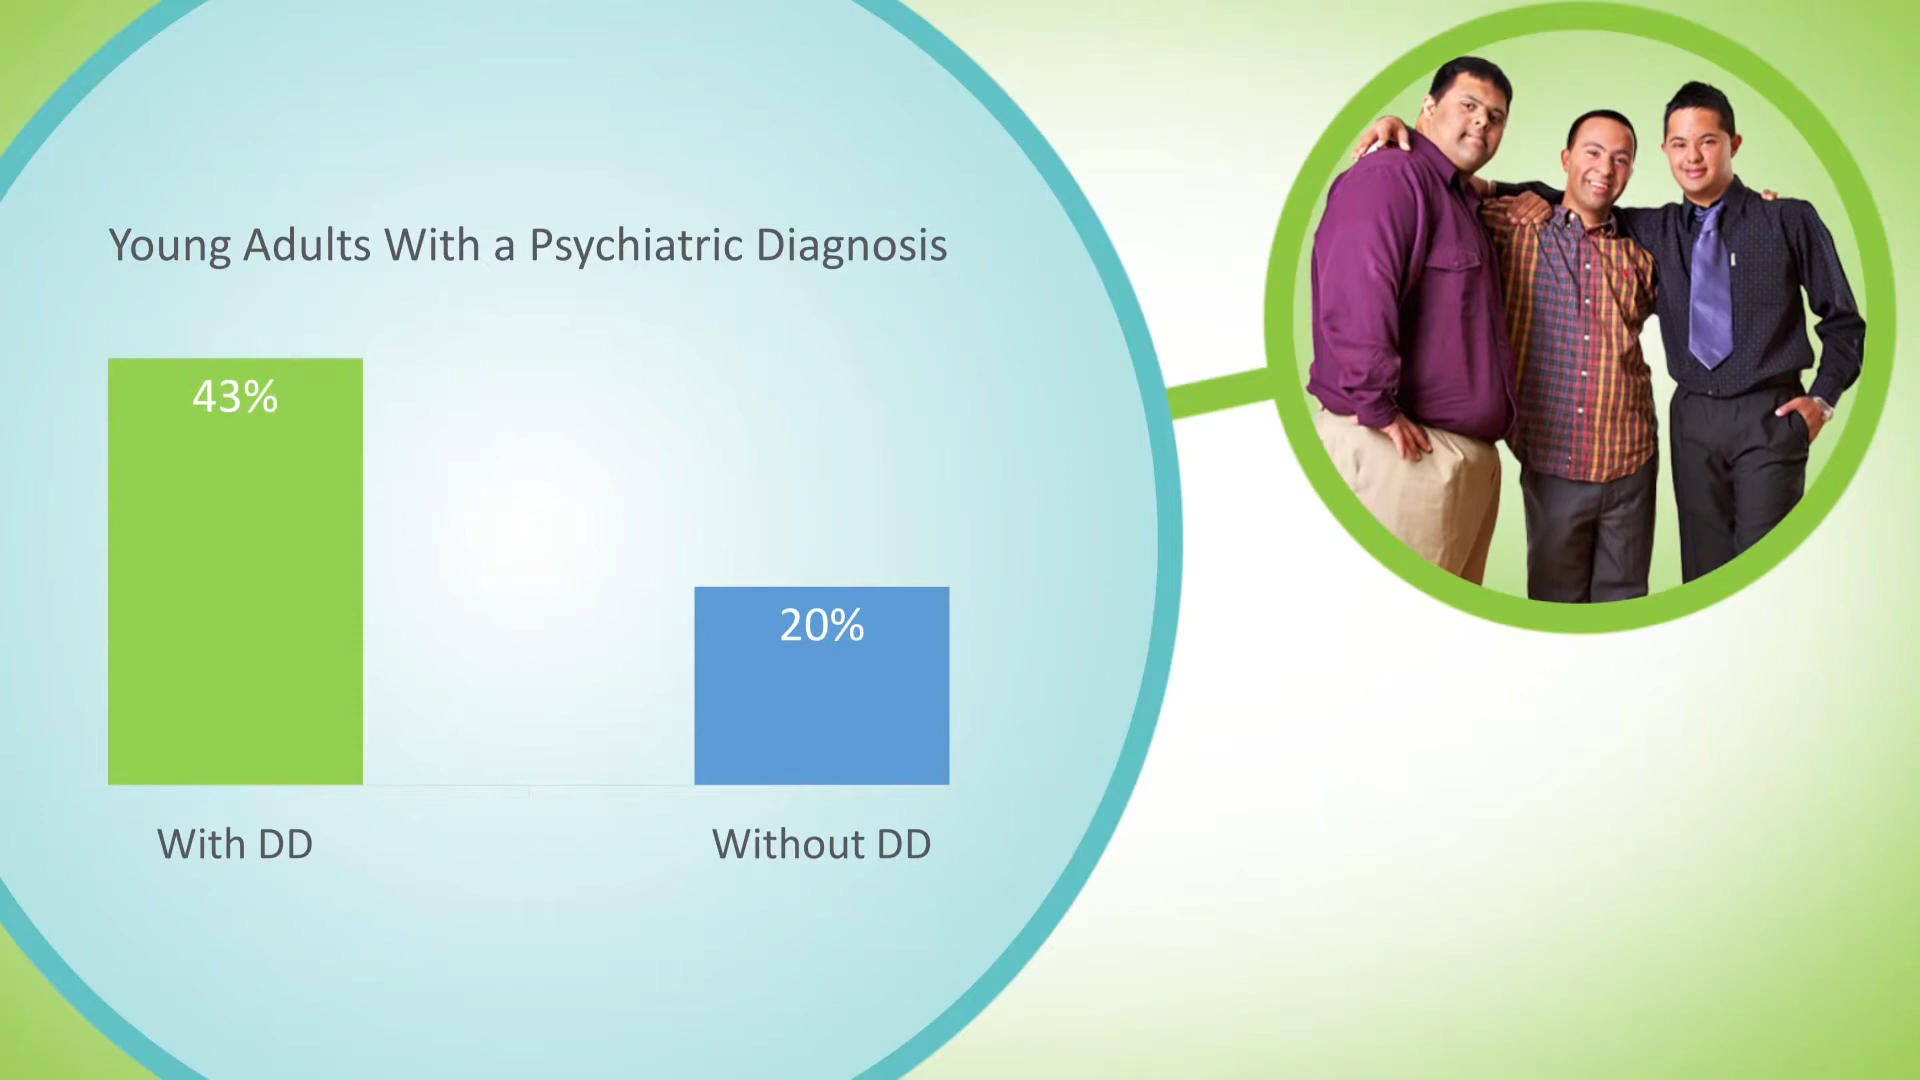 Young Adults With a Psychiatric Diagnosis
43%
20%
With DD
Without DD